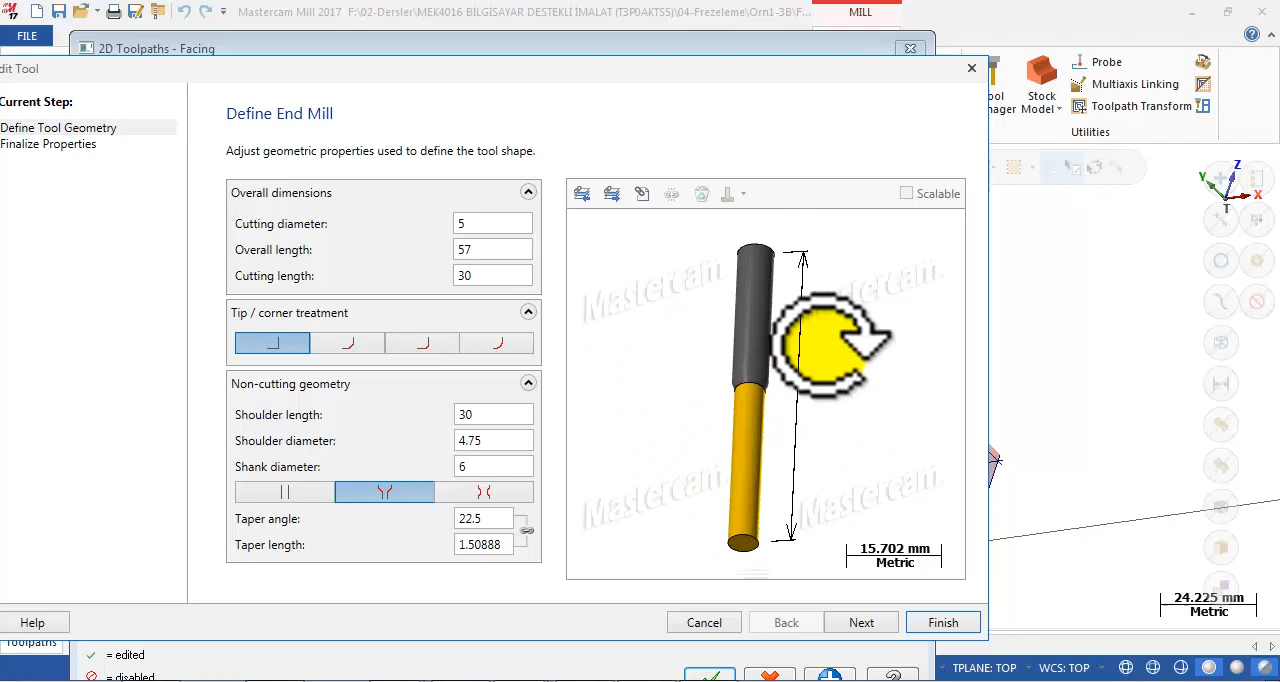 17
Mastercam Mill 2017 F:\02-Dersler\MEK4016 BİLGİSAYAR DESTEKLİ İMALAT (T3P0AKTS5)\04-Frezeleme\Orn1-3B\F...
MILL
FILE
2D Toolpaths - Facing
dit Tool
Current Step:
Define Tool Geometry
Finalize Properties
Define End Mill
Adjust geometric properties used to define the tool shape.
Overall dimensions
Cutting diameter: 5
Overall length: 57
Cutting length: 30
Tip / corner treatment
Non-cutting geometry
Shoulder length: 30
Shoulder diameter: 4.75
Shank diameter: 6
Taper angle: 22.5
Taper length: 1.50888
Scalable
Mastercam
Mastercam
Mastercam
Mastercam
15.702 mm
Metric
Help
Cancel
Back
Next
Finish
ool
nager
Stock
Model
Probe
Multiaxis Linking
Toolpath Transform
Utilities
Z
Y
X
T
24.225 mm
Metric
Toolpaths
= edited
= disabled
TPLANE: TOP
WCS: TOP